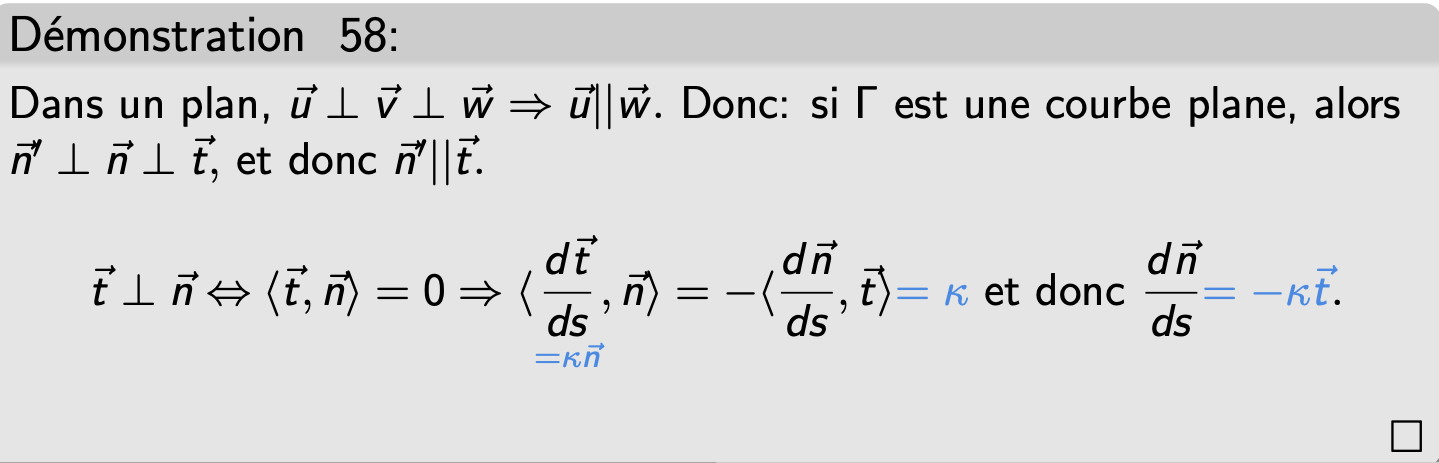 Démonstration 58:
Dans un plan, u⃗ ⊥ v⃗ ⊥ w⃗ ⇒ u⃗||w⃗. Donc: si Γ est une courbe plane, alors
n⃗′ ⊥ n⃗ ⊥ t⃗, et donc n⃗′||t⃗.
t⃗ ⊥ n⃗ ⇔ ⟨t⃗, n⃗⟩ = 0 ⇒ ⟨dt⃗/ds, n⃗⟩ = −⟨dn⃗/ds, t⃗⟩ = κ et donc dn⃗/ds = −κt⃗.
=κn⃗
□